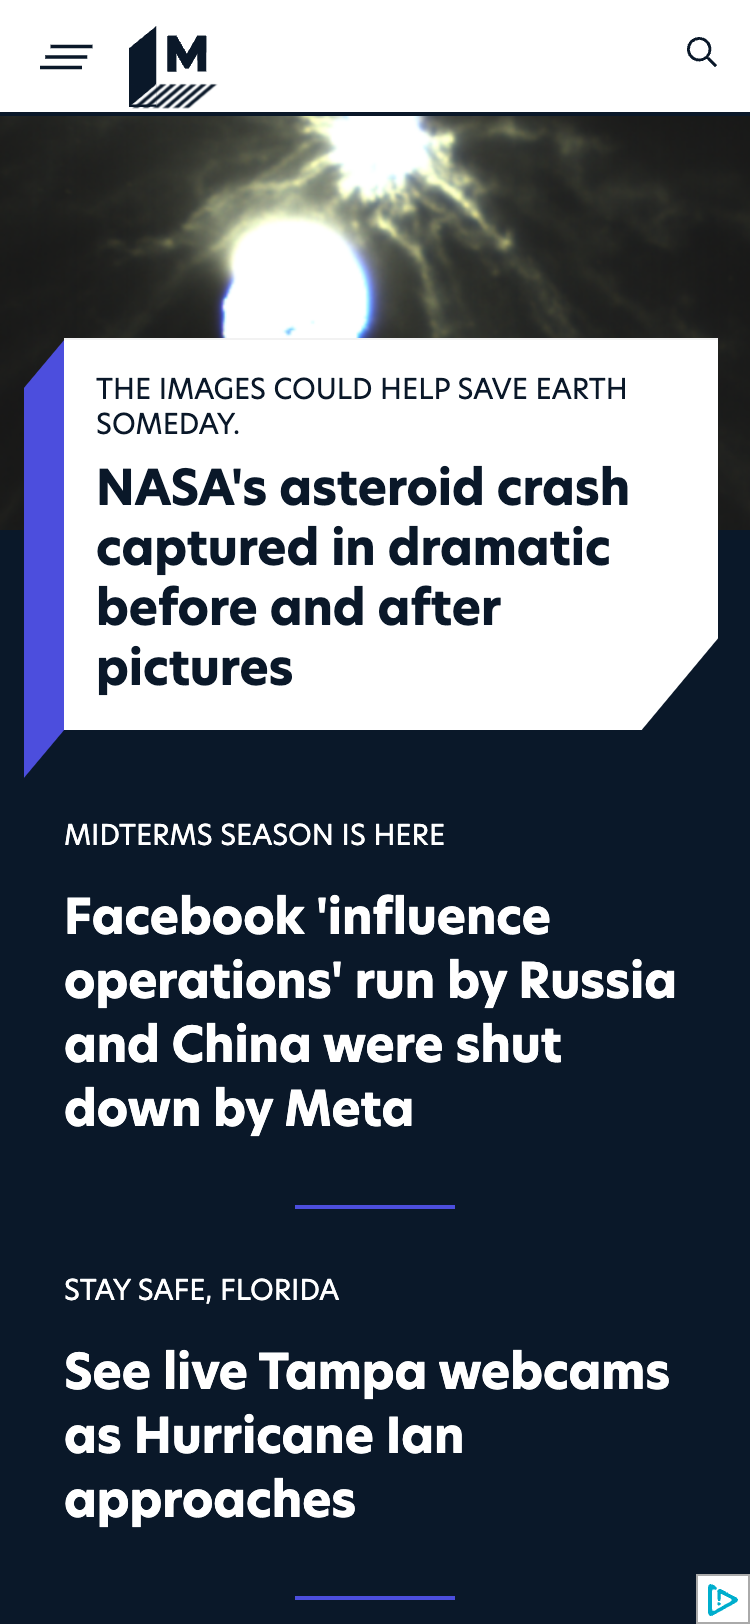 M
THE IMAGES COULD HELP SAVE EARTH
SOMEDAY.
NASA's asteroid crash
captured in dramatic
before and after
pictures
MIDTERMS SEASON IS HERE
Facebook 'influence
operations' run by Russia
and China were shut
down by Meta
STAY SAFE, FLORIDA
See live Tampa webcams
as Hurricane Ian
approaches